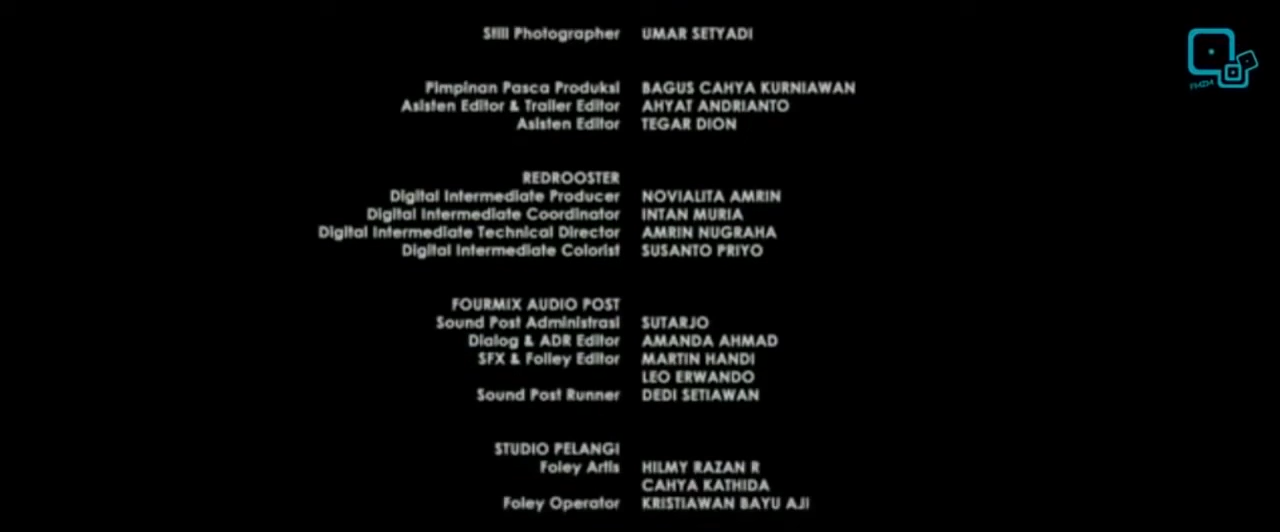 Still Photographer UMAR SETYADI
Pimpinan Pasca Produksi BAGUS CAHYA KURNIAWAN
Asisten Editor & Trailer Editor AHYAT ANDRIANTO
Asisten Editor TEGAR DION
REDROOSTER
Digital Intermediate Producer NOVIALITA AMRIN
Digital Intermediate Coordinator INTAN MURIA
Digital Intermediate Technical Director AMRIN NUGRAHA
Digital Intermediate Colorist SUSANTO PRIYO
FOURMIX AUDIO POST
Sound Post Administrasi SUTARJO
Dialog & ADR Editor AMANDA AHMAD
SFX & Folley Editor MARTIN HANDI
LEO ERWANDO
Sound Post Runner DEDI SETIAWAN
STUDIO PELANGI
Foley Artis HILMY RAZAN R
CAHYA KATHIDA
Foley Operator KRISTIAWAN BAYU AJI